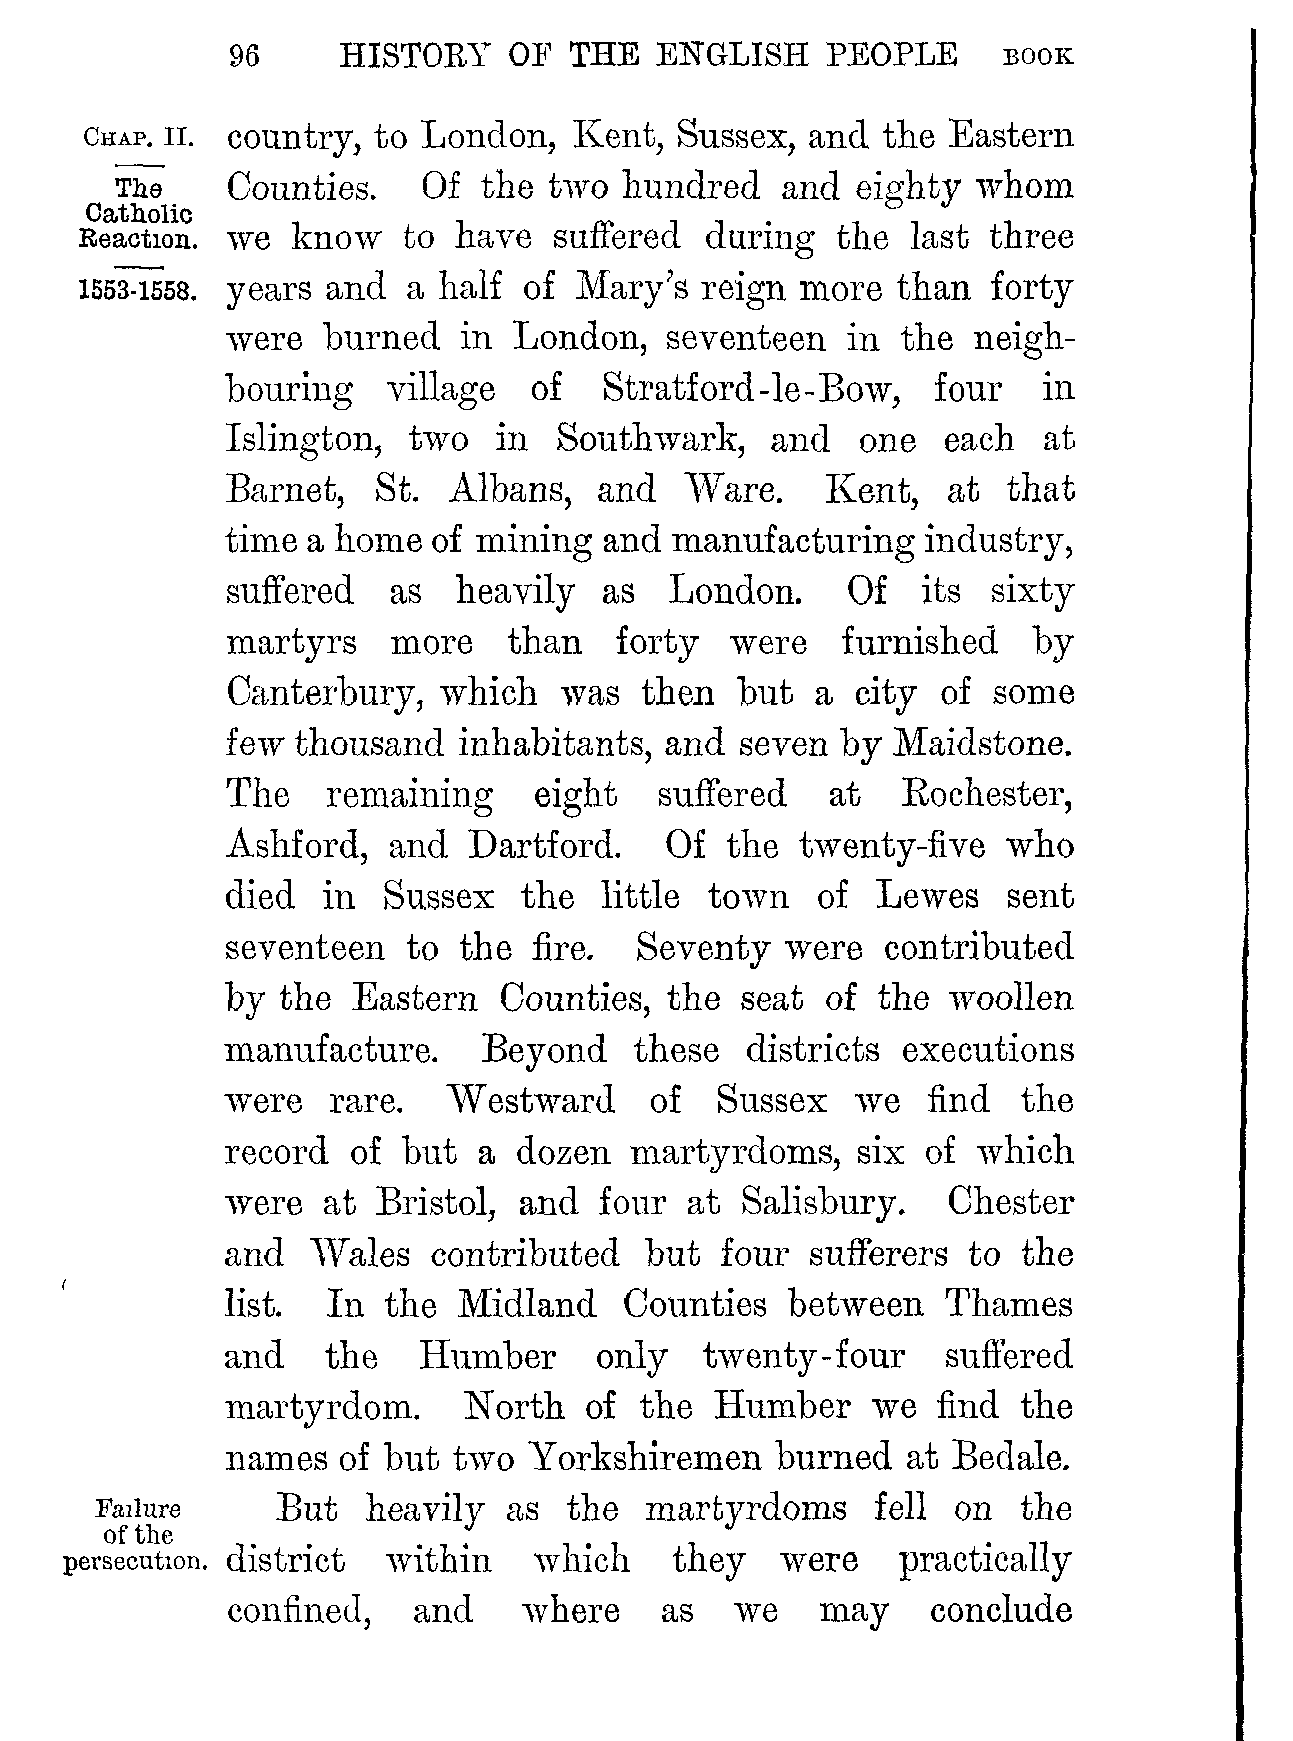 96 HISTORY OF THE ENGLISH PEOPLE BOOK
CHAP. II.
The
Catholic
Reaction.
1553-1558.
country, to London, Kent, Sussex, and the Eastern
Counties. Of the two hundred and eighty whom
we know to have suffered during the last three
years and a half of Mary's reign more than forty
were burned in London, seventeen in the neigh-
bouring village of Stratford-le-Bow, four in
Islington, two in Southwark, and one each at
Barnet, St. Albans, and Ware. Kent, at that
time a home of mining and manufacturing industry,
suffered as heavily as London. Of its sixty
martyrs more than forty were furnished by
Canterbury, which was then but a city of some
few thousand inhabitants, and seven by Maidstone.
The remaining eight suffered at Rochester,
Ashford, and Dartford. Of the twenty-five who
died in Sussex the little town of Lewes sent
seventeen to the fire. Seventy were contributed
by the Eastern Counties, the seat of the woollen
manufacture. Beyond these districts executions
were rare. Westward of Sussex we find the
record of but a dozen martyrdoms, six of which
were at Bristol, and four at Salisbury. Chester
and Wales contributed but four sufferers to the
list. In the Midland Counties between Thames
and the Humber only twenty-four suffered
martyrdom. North of the Humber we find the
names of but two Yorkshiremen burned at Bedale.
Failure
of the
persecution.
But heavily as the martyrdoms fell on the
district within which they were practically
confined, and where as we may conclude